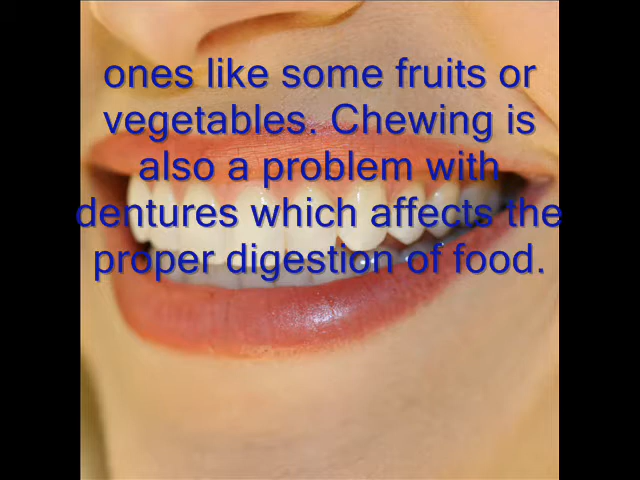 ones like some fruits or
vegetables. Chewing is
also a problem with
dentures which affects the
proper digestion of food.